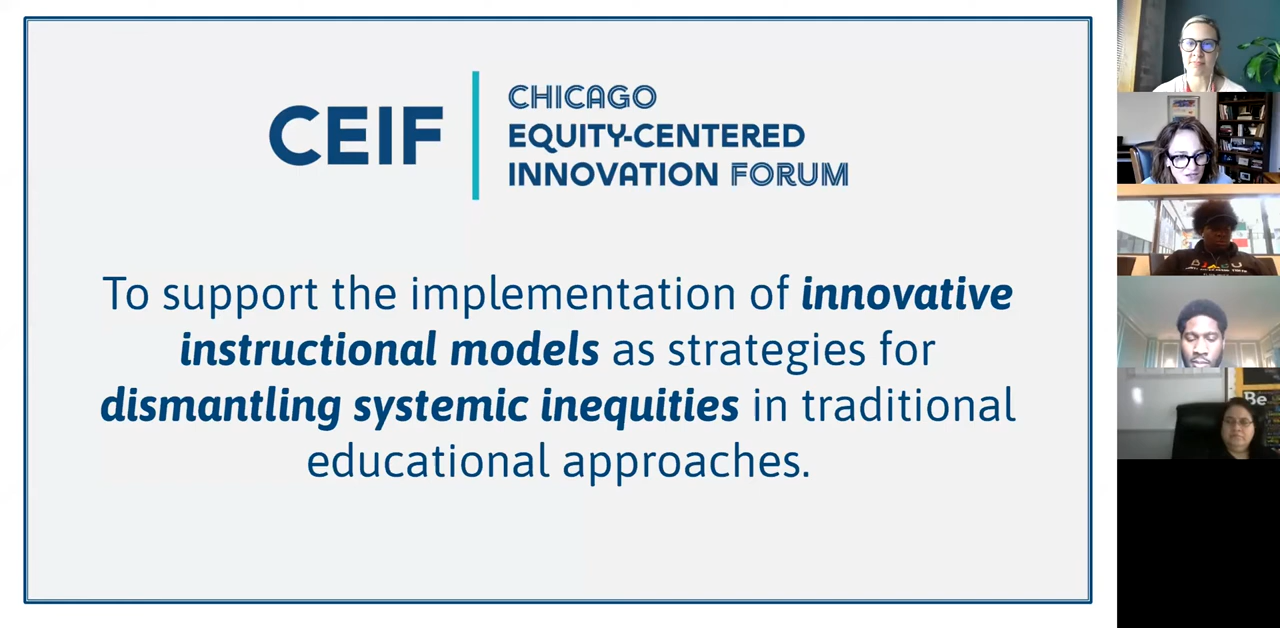 CEIF
CHICAGO
EQUITY-CENTERED
INNOVATION FORUM
To support the implementation of innovative
instructional models as strategies for
dismantling systemic inequities in traditional
educational approaches.
Be